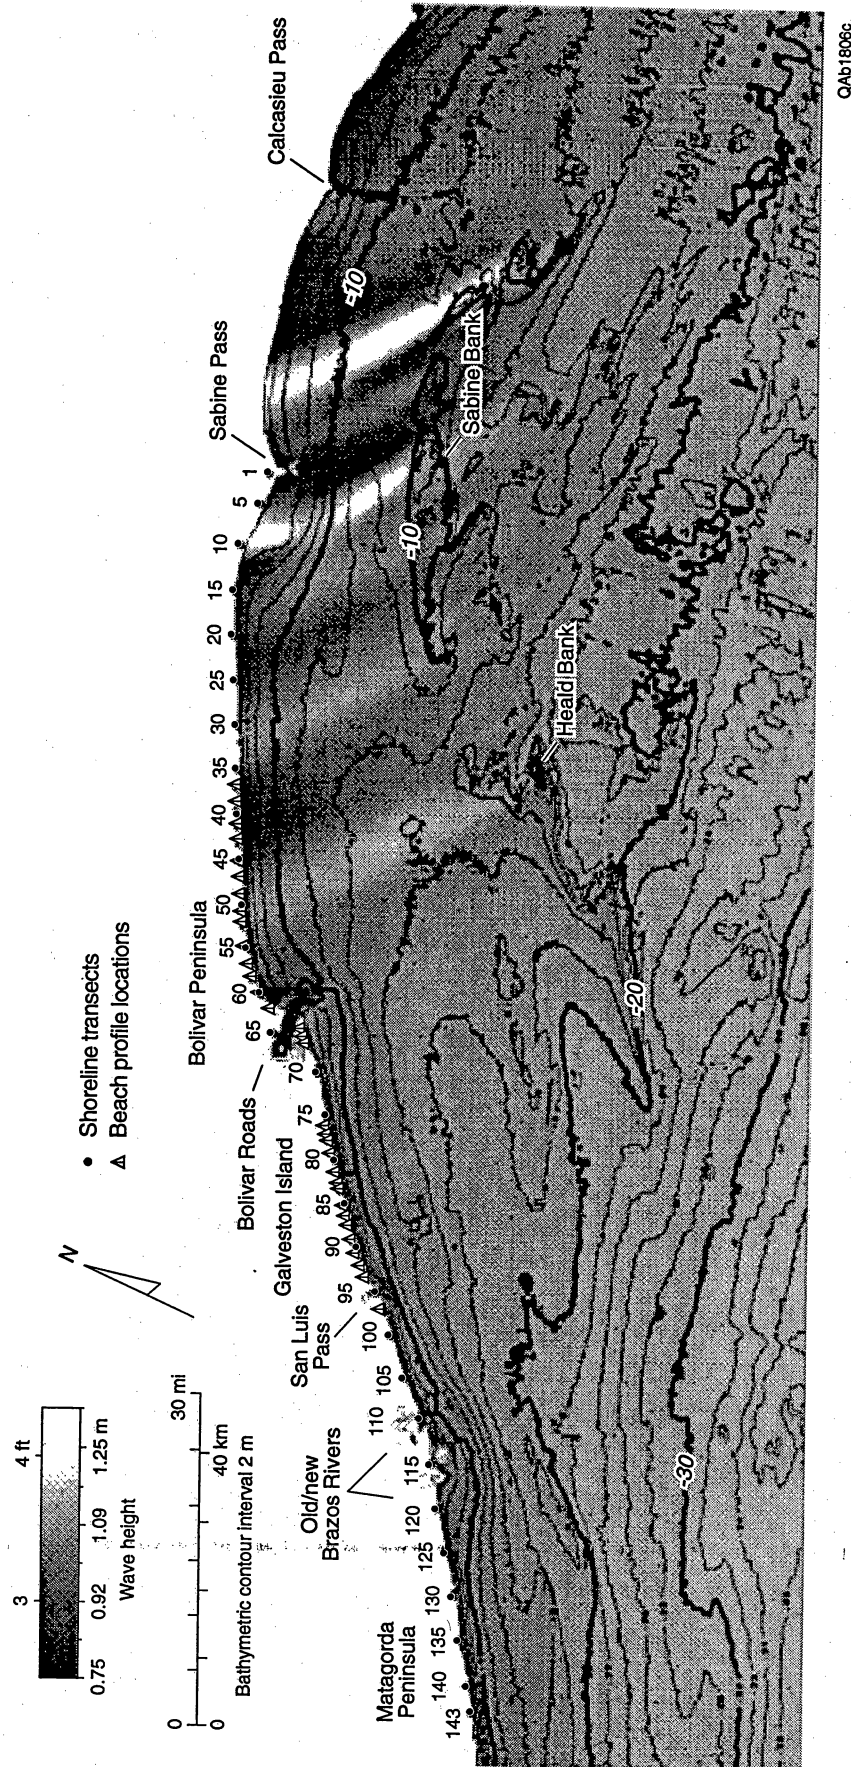 Calcasieu Pass
Sabine Pass
Sabine Bank
Heald Bank
-10
-10
-20
-30
1
5
10
15
20
25
30
35
40
45
50
55
60
65
70
75
80
85
90
95
100
105
110
115
120
125
130
135
140
143
Bolivar Peninsula
Bolivar Roads
Galveston Island
San Luis
Pass
Old/new
Brazos Rivers
Matagorda
Peninsula
Shoreline transects
Beach profile locations
N
3 4 ft
0.75 0.92 1.09 1.25 m
Wave height
0 30 mi
0 40 km
Bathymetric contour interval 2 m
QAb1806c